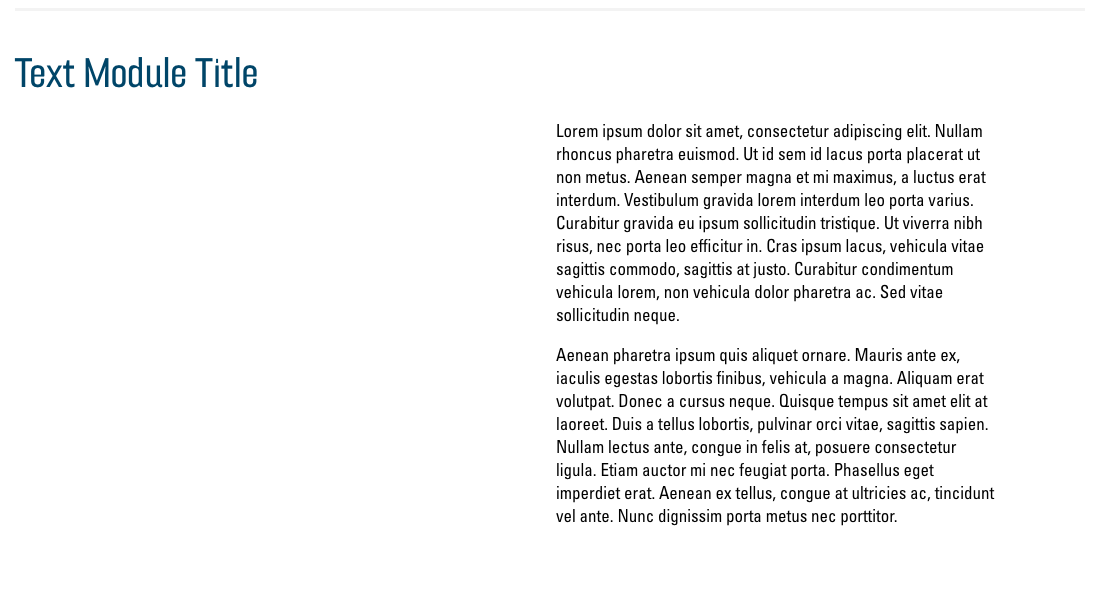 Text Module Title
Lorem ipsum dolor sit amet, consectetur adipiscing elit. Nullam
rhoncus pharetra euismod. Ut id sem id lacus porta placerat ut
non metus. Aenean semper magna et mi maximus, a luctus erat
interdum. Vestibulum gravida lorem interdum leo porta varius.
Curabitur gravida eu ipsum sollicitudin tristique. Ut viverra nibh
risus, nec porta leo efficitur in. Cras ipsum lacus, vehicula vitae
sagittis commodo, sagittis at justo. Curabitur condimentum
vehicula lorem, non vehicula dolor pharetra ac. Sed vitae
sollicitudin neque.
Aenean pharetra ipsum quis aliquet ornare. Mauris ante ex,
iaculis egestas lobortis finibus, vehicula a magna. Aliquam erat
volutpat. Donec a cursus neque. Quisque tempus sit amet elit at
laoreet. Duis a tellus lobortis, pulvinar orci vitae, sagittis sapien.
Nullam lectus ante, congue in felis at, posuere consectetur
ligula. Etiam auctor mi nec feugiat porta. Phasellus eget
imperdiet erat. Aenean ex tellus, congue at ultricies ac, tincidunt
vel ante. Nunc dignissim porta metus nec porttitor.